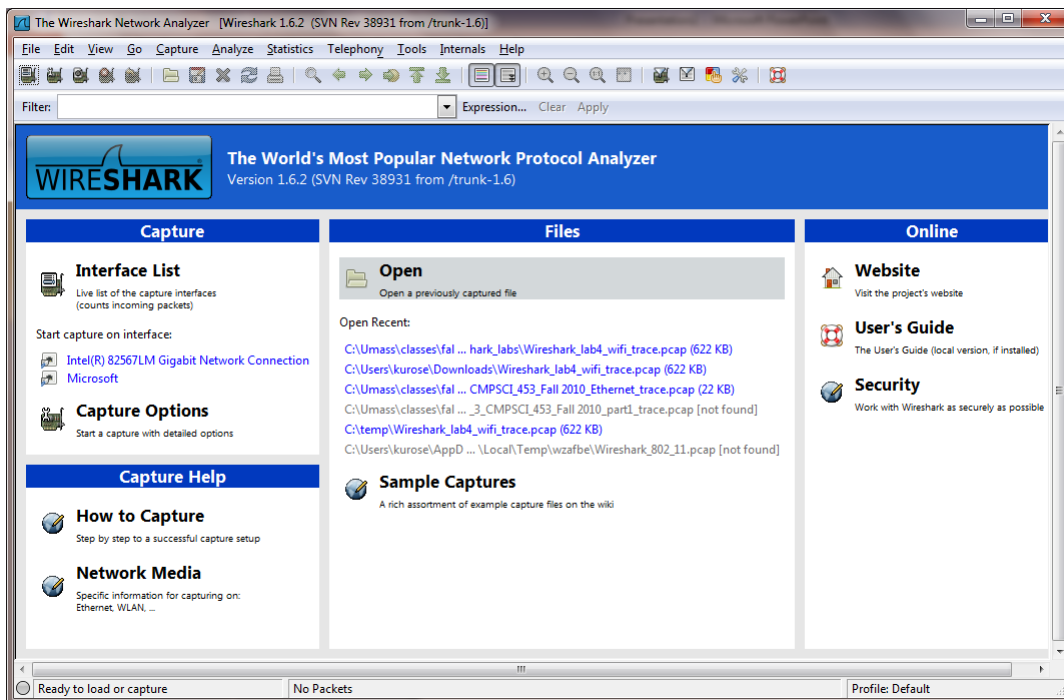 The Wireshark Network Analyzer [Wireshark 1.6.2 (SVN Rev 38931 from /trunk-1.6)]
File Edit View Go Capture Analyze Statistics Telephony Tools Internals Help
Filter: Expression... Clear Apply
WIRESHARK
The World's Most Popular Network Protocol Analyzer
Version 1.6.2 (SVN Rev 38931 from /trunk-1.6)
Capture
Interface List
Live list of the capture interfaces
(counts incoming packets)
Start capture on interface:
Intel(R) 82567LM Gigabit Network Connection
Microsoft
Capture Options
Start a capture with detailed options
Capture Help
How to Capture
Step by step to a successful capture setup
Network Media
Specific information for capturing on:
Ethernet, WLAN, ...
Files
Open
Open a previously captured file
Open Recent:
C:\Umass\classes\fal ... hark_labs\Wireshark_lab4_wifi_trace.pcap (622 KB)
C:\Users\kurose\Downloads\Wireshark_lab4_wifi_trace.pcap (622 KB)
C:\Umass\classes\fal ... CMPSCI_453_Fall 2010_Ethernet_trace.pcap (22 KB)
C:\Umass\classes\fal ... _3_CMPSCI_453_Fall 2010_part1_trace.pcap [not found]
C:\temp\Wireshark_lab4_wifi_trace.pcap (622 KB)
C:\Users\kurose\AppD ... \Local\Temp\wzafbe\Wireshark_802_11.pcap [not found]
Sample Captures
A rich assortment of example capture files on the wiki
Online
Website
Visit the project's website
User's Guide
The User's Guide (local version, if installed)
Security
Work with Wireshark as securely as possible
Ready to load or capture
No Packets
Profile: Default